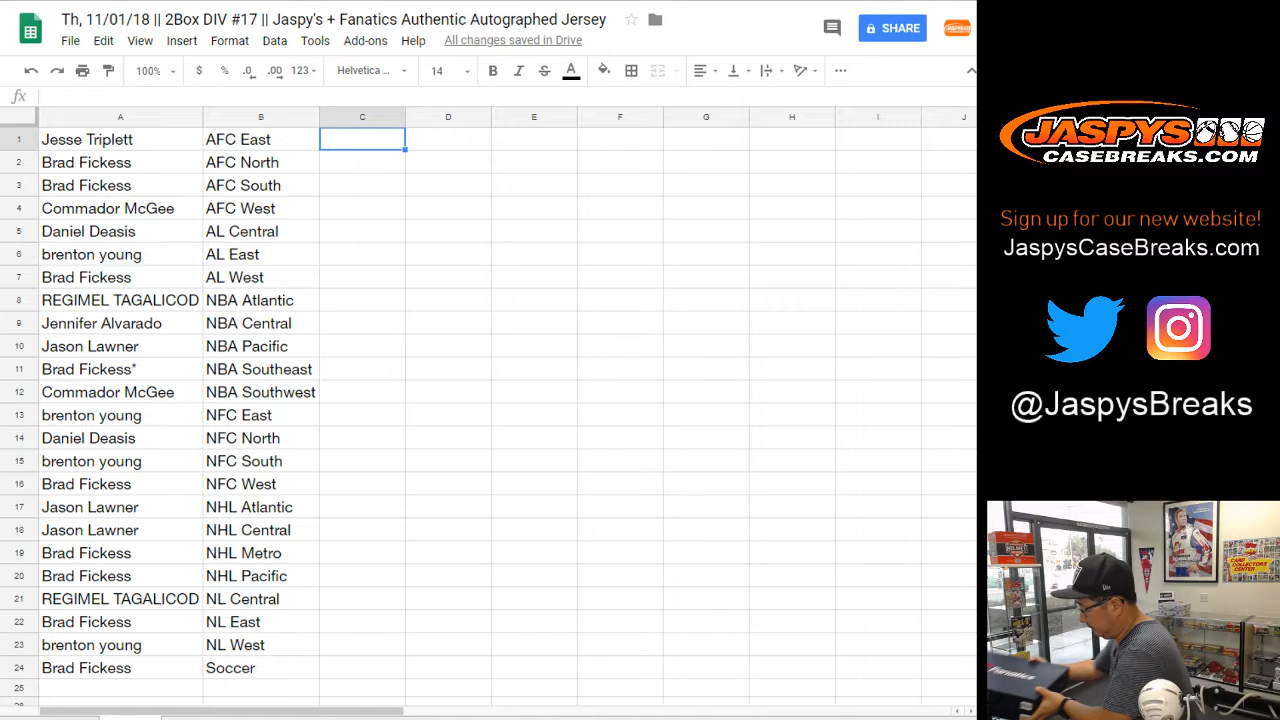 Th, 11/01/18 || 2Box DIV #17 || Jaspy's + Fanatics Authentic Autographed Jersey
SHARE
File Edit View Insert Format Data Tools Add-ons Help All changes saved in Drive
100% $ % .0 .00 123 Helvetica ... 14 B I S A
fx
A B C D E F G H I J
1 Jesse Triplett AFC East
2 Brad Fickess AFC North
3 Brad Fickess AFC South
4 Commador McGee AFC West
5 Daniel Deasis AL Central
6 brenton young AL East
7 Brad Fickess AL West
8 REGIMEL TAGALICOD NBA Atlantic
9 Jennifer Alvarado NBA Central
10 Jason Lawner NBA Pacific
11 Brad Fickess* NBA Southeast
12 Commador McGee NBA Southwest
13 brenton young NFC East
14 Daniel Deasis NFC North
15 brenton young NFC South
16 Brad Fickess NFC West
17 Jason Lawner NHL Atlantic
18 Jason Lawner NHL Central
19 Brad Fickess NHL Metro
20 Brad Fickess NHL Pacific
21 REGIMEL TAGALICOD NL Central
22 Brad Fickess NL East
23 brenton young NL West
24 Brad Fickess Soccer
25
JASPYS
CASEBREAKS.COM
Sign up for our new website!
JaspysCaseBreaks.com
@JaspysBreaks
CARD
COLLECTORS
CENTER